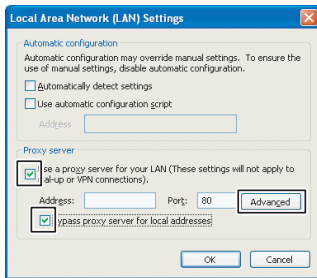 Local Area Network (LAN) Settings
Automatic configuration
Automatic configuration may override manual settings. To ensure the
use of manual settings, disable automatic configuration.
Automatically detect settings
Use automatic configuration script
Address
Proxy server
se a proxy server for your LAN (These settings will not apply to
al-up or VPN connections).
Address:
Port: 80
Advanced
ypass proxy server for local addresses
OK
Cancel